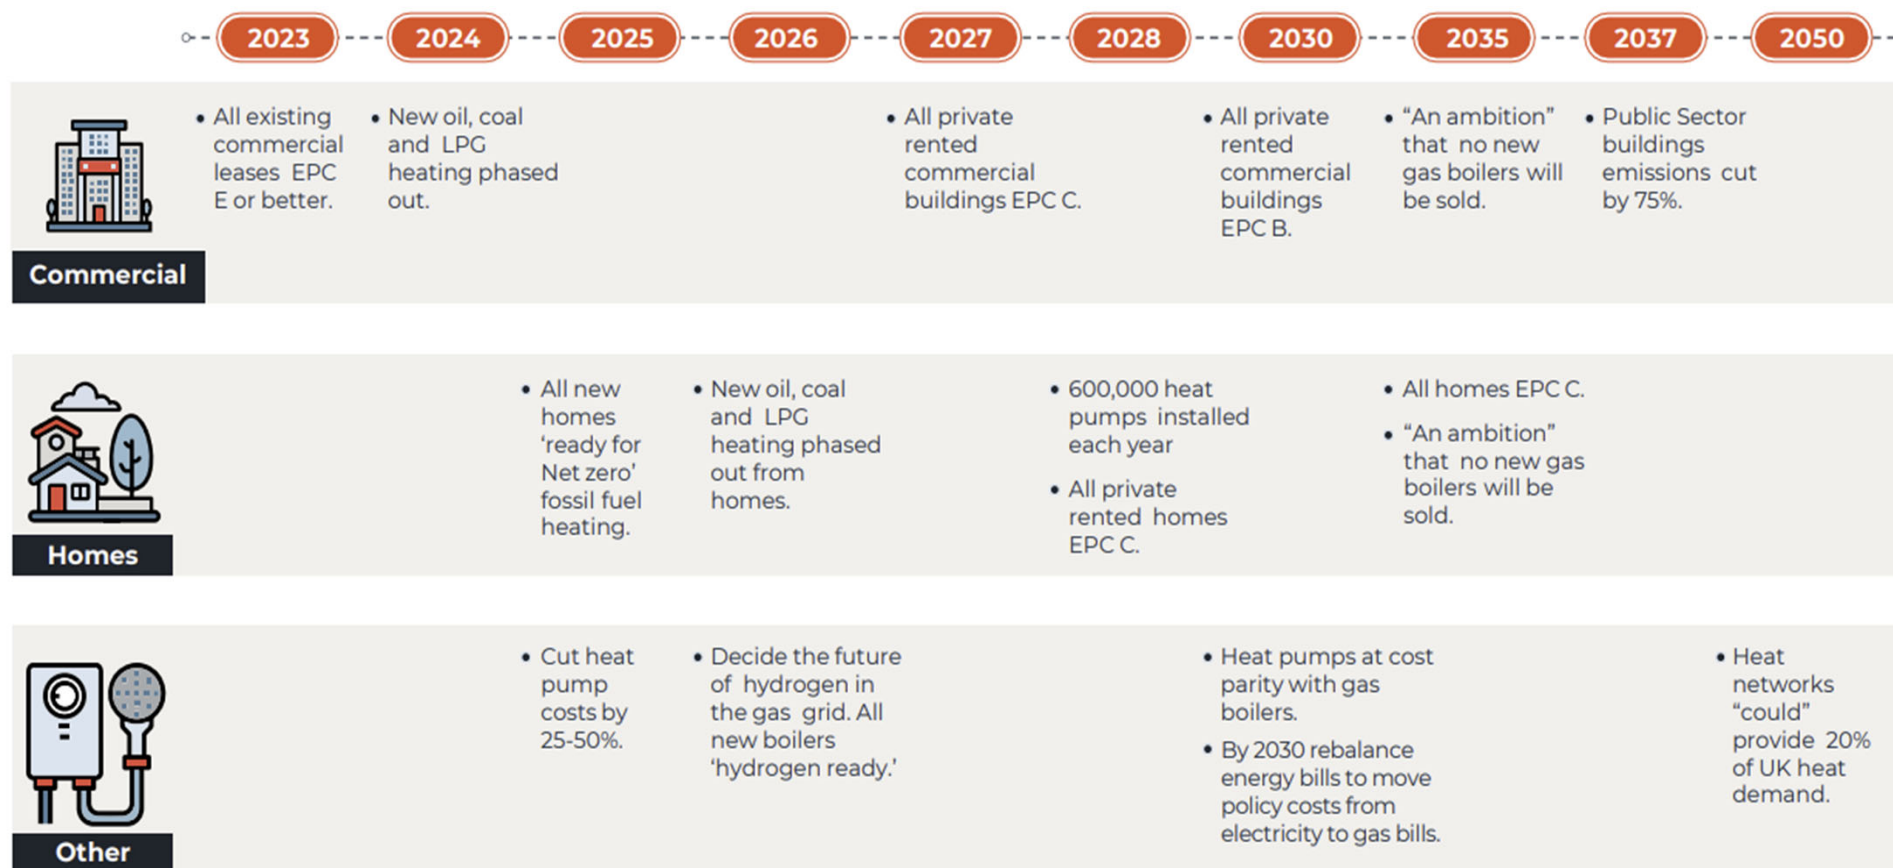 2023 2024 2025 2026 2027 2028 2030 2035 2037 2050
Commercial
• All existing
commercial
leases EPC
E or better.
• New oil, coal
and LPG
heating phased
out.
• All private
rented
commercial
buildings EPC C.
• All private
rented
commercial
buildings
EPC B.
• “An ambition”
that no new
gas boilers will
be sold.
• Public Sector
buildings
emissions cut
by 75%.
Homes
• All new
homes
‘ready for
Net zero’
fossil fuel
heating.
• New oil, coal
and LPG
heating phased
out from
homes.
• 600,000 heat
pumps installed
each year
• All private
rented homes
EPC C.
• All homes EPC C.
• “An ambition”
that no new gas
boilers will be
sold.
Other
• Cut heat
pump
costs by
25-50%.
• Decide the future
of hydrogen in
the gas grid. All
new boilers
‘hydrogen ready.’
• Heat pumps at cost
parity with gas
boilers.
• By 2030 rebalance
energy bills to move
policy costs from
electricity to gas bills.
• Heat
networks
“could”
provide 20%
of UK heat
demand.